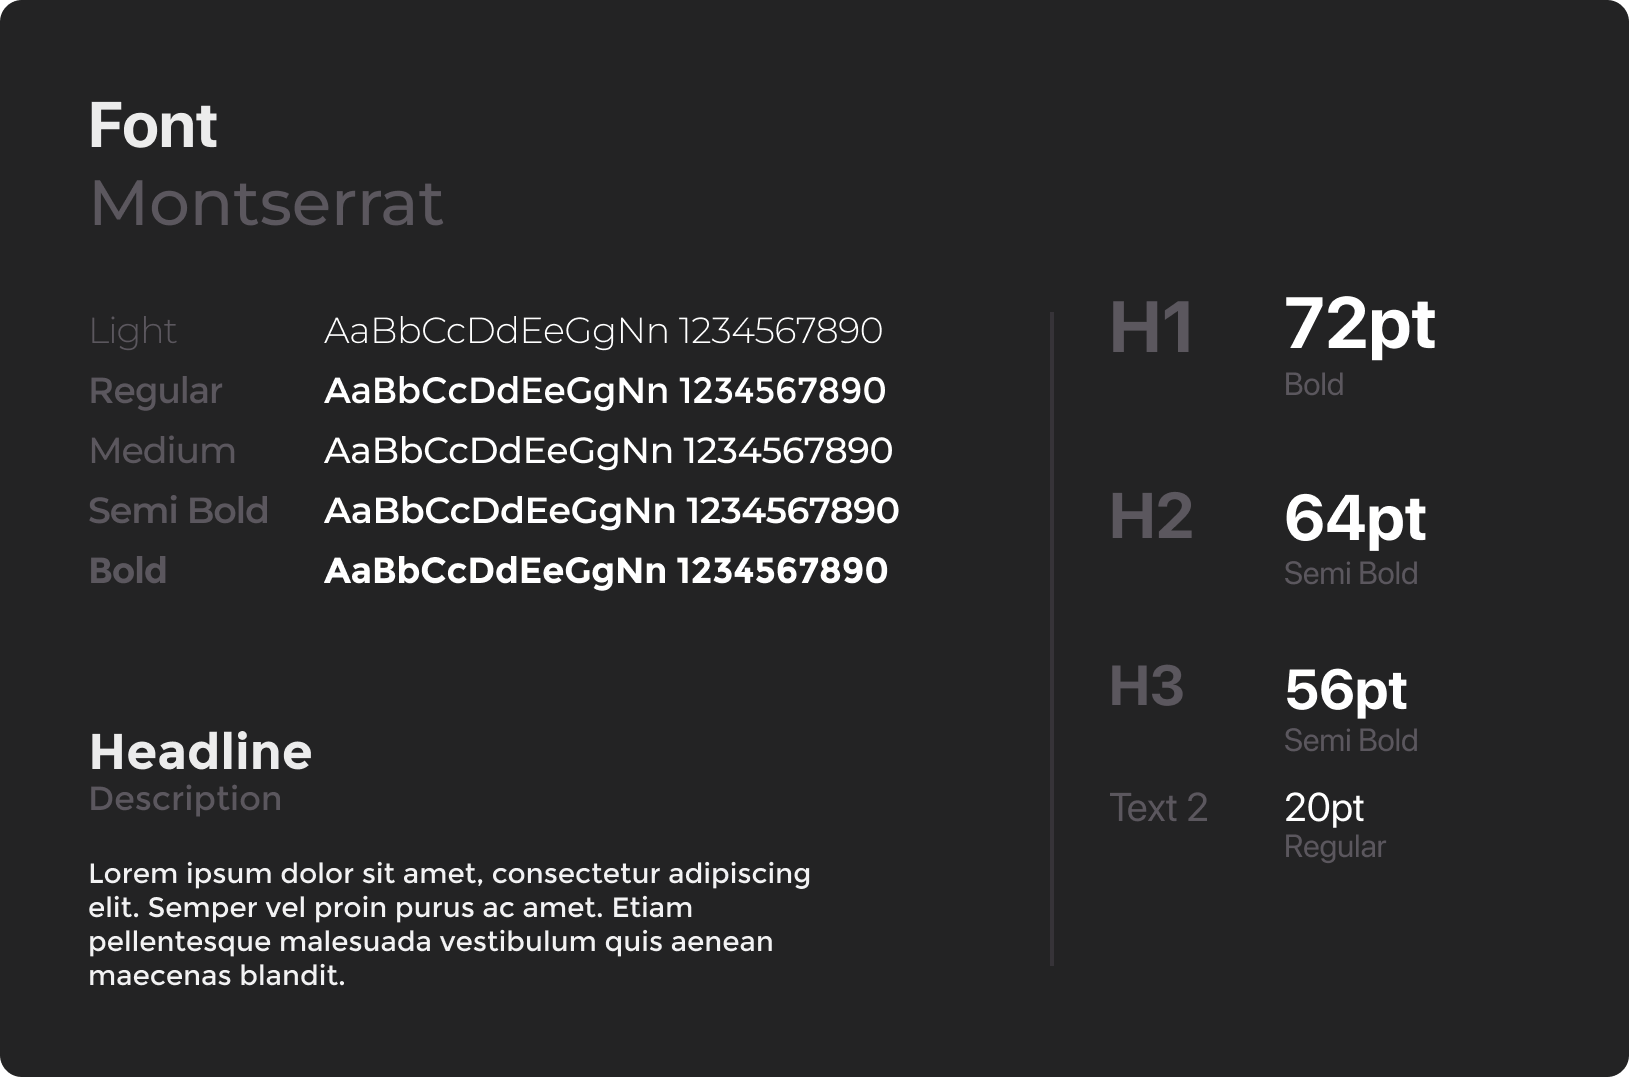 Font
Montserrat
Light AaBbCcDdEeGgNn 1234567890
Regular AaBbCcDdEeGgNn 1234567890
Medium AaBbCcDdEeGgNn 1234567890
Semi Bold AaBbCcDdEeGgNn 1234567890
Bold AaBbCcDdEeGgNn 1234567890
Headline
Description
Lorem ipsum dolor sit amet, consectetur adipiscing
elit. Semper vel proin purus ac amet. Etiam
pellentesque malesuada vestibulum quis aenean
maecenas blandit.
H1 72pt
Bold
H2 64pt
Semi Bold
H3 56pt
Semi Bold
Text 2 20pt
Regular